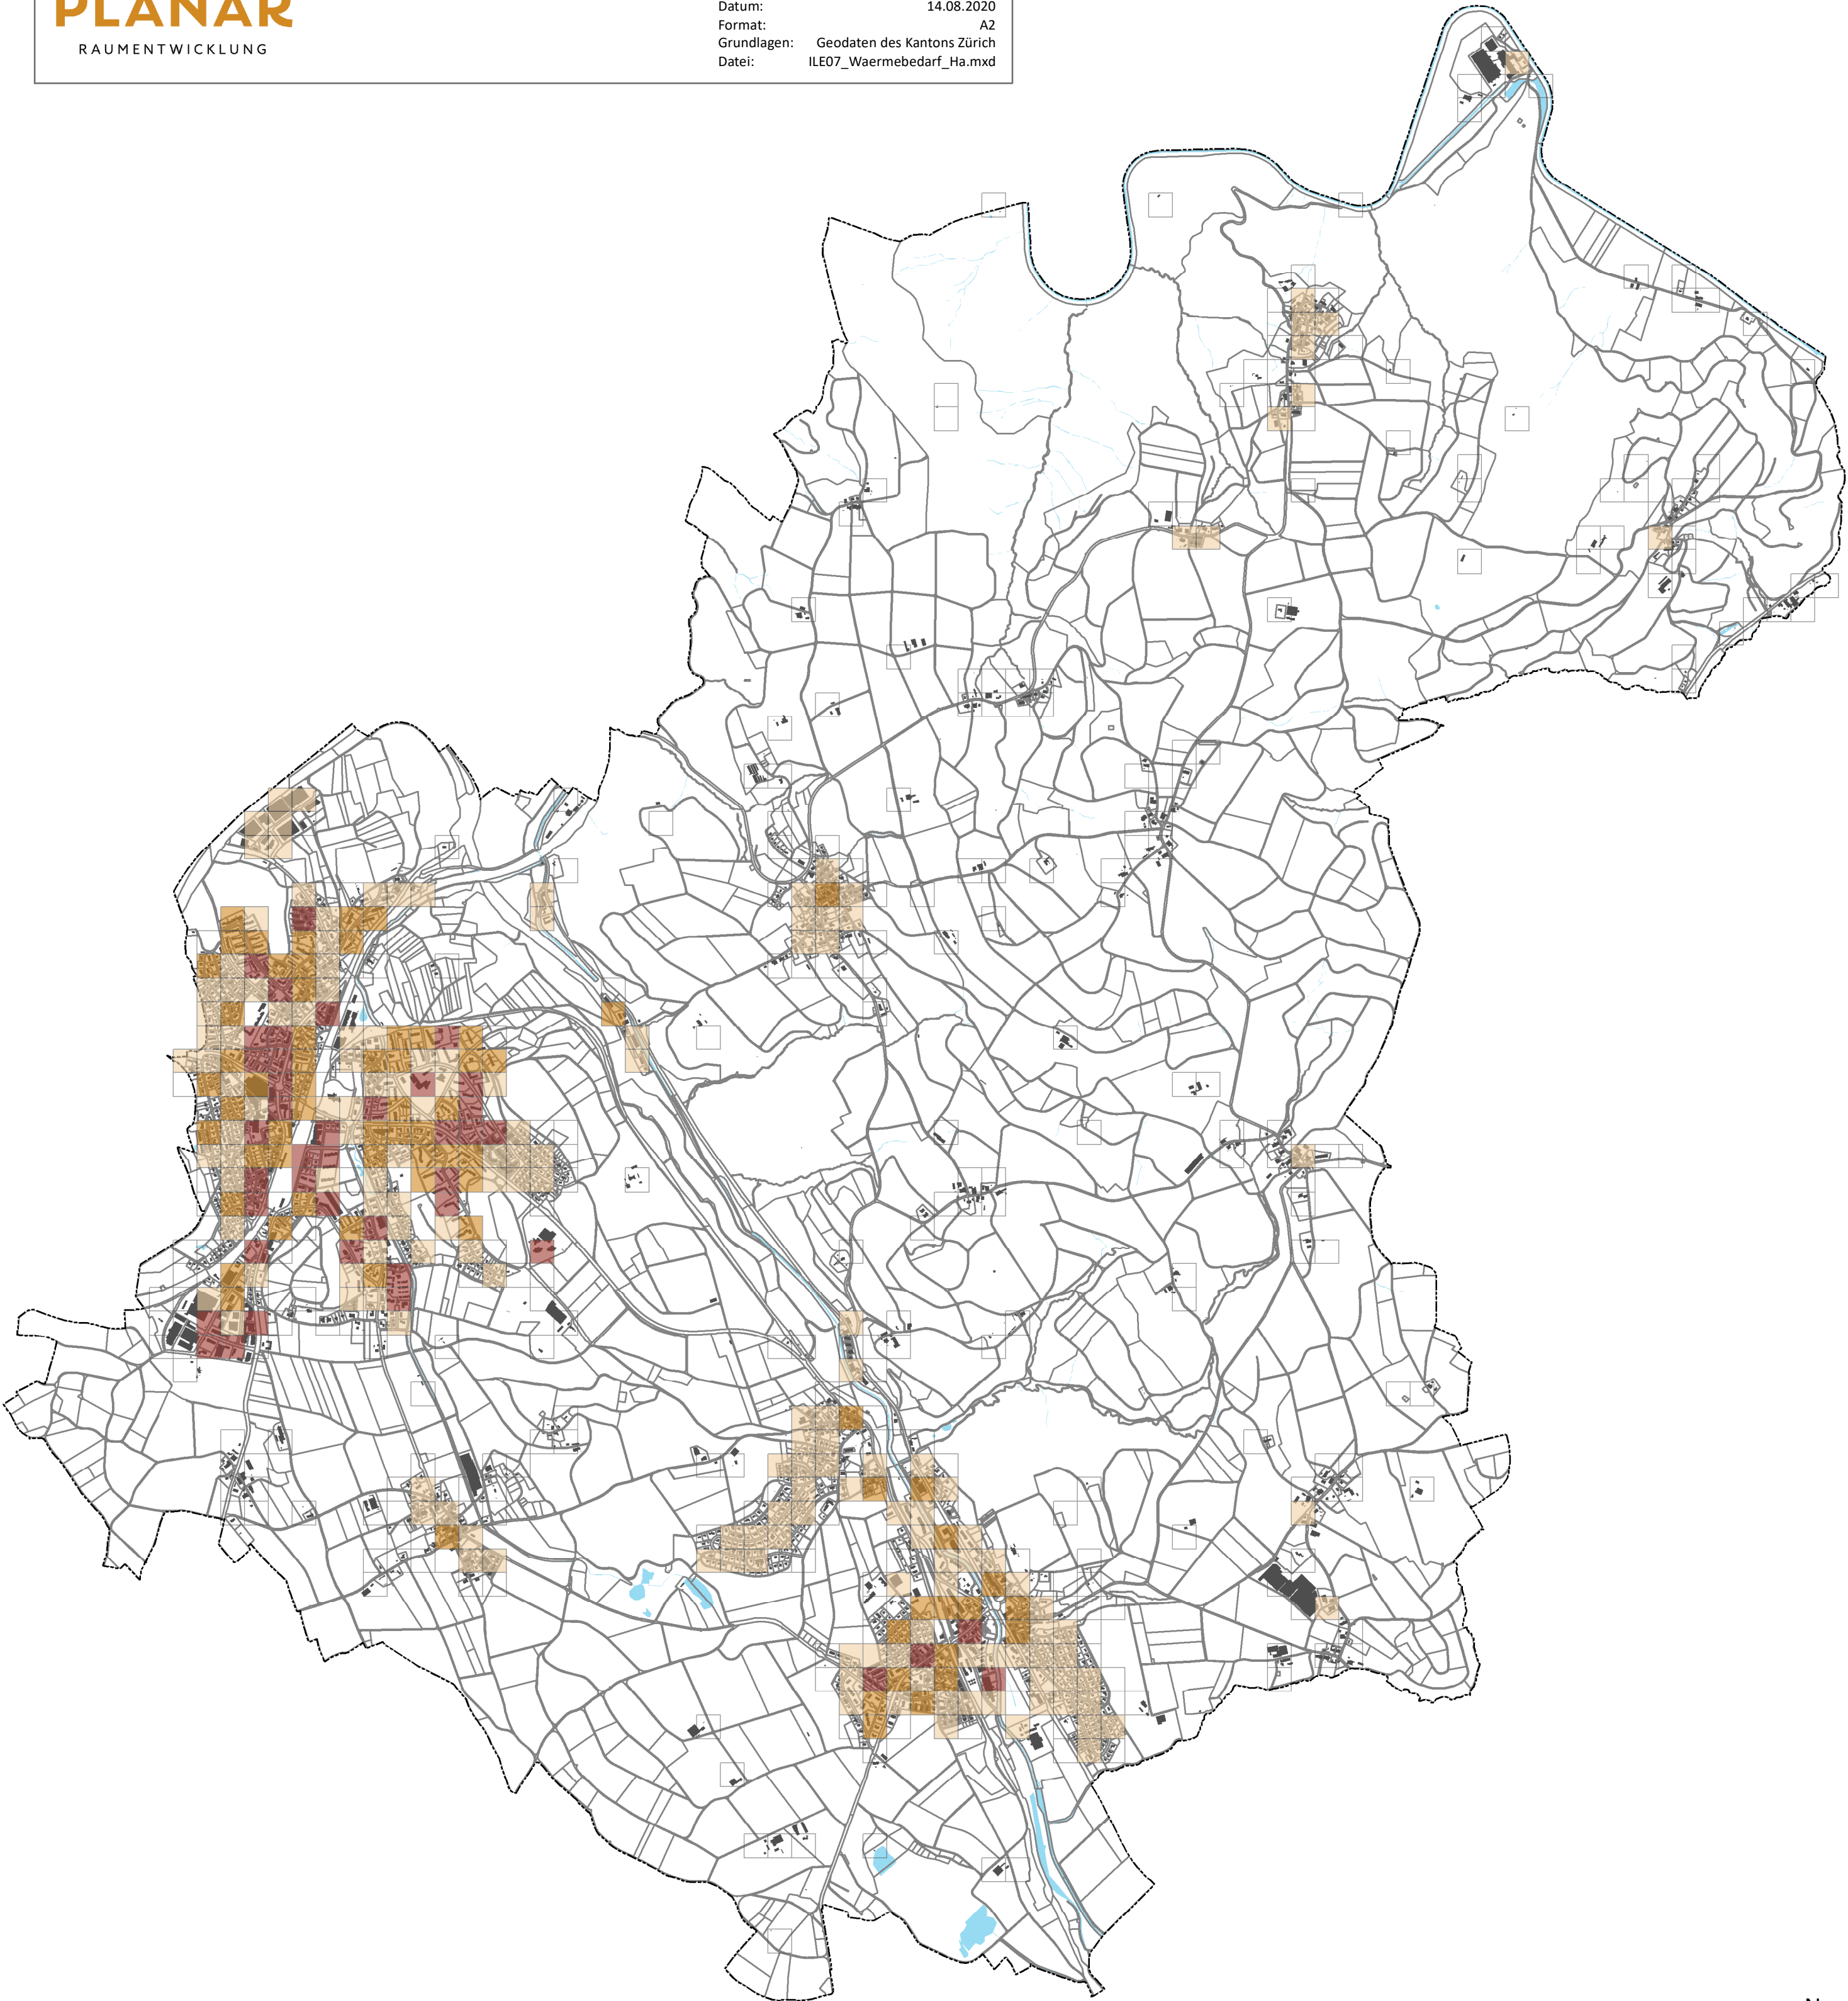 PLANAR
RAUMENTWICKLUNG
Datum: 14.08.2020
Format: A2
Grundlagen: Geodaten des Kantons Zürich
Datei: ILE07_Waermebedarf_Ha.mxd